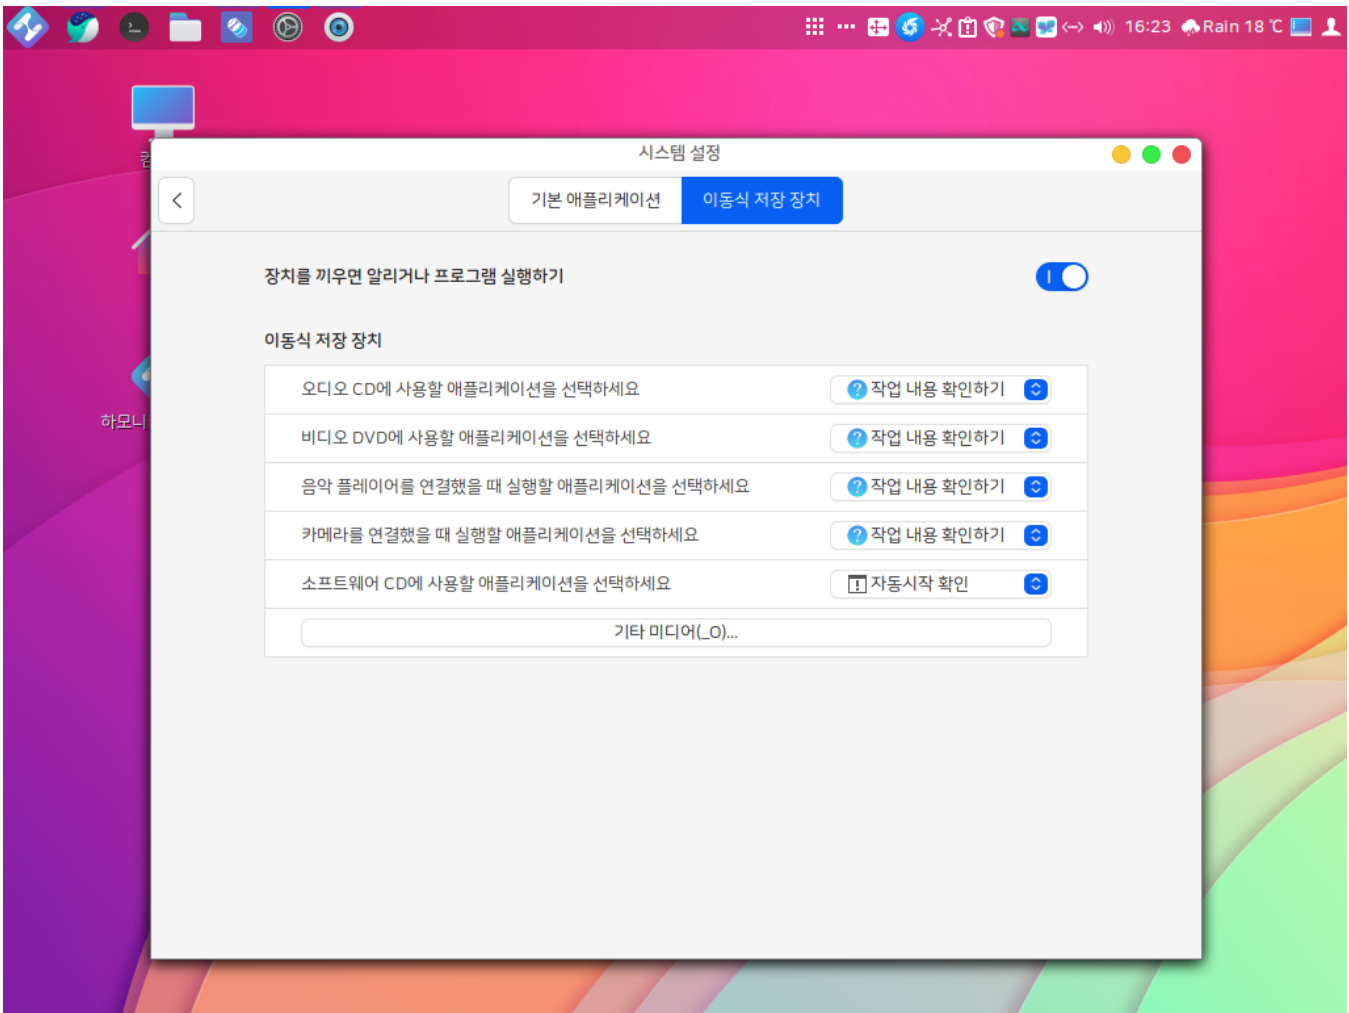 16:23 Rain 18 ℃
시스템 설정
기본 애플리케이션 이동식 저장 장치
장치를 끼우면 알리거나 프로그램 실행하기
이동식 저장 장치
오디오 CD에 사용할 애플리케이션을 선택하세요 작업 내용 확인하기
비디오 DVD에 사용할 애플리케이션을 선택하세요 작업 내용 확인하기
음악 플레이어를 연결했을 때 실행할 애플리케이션을 선택하세요 작업 내용 확인하기
카메라를 연결했을 때 실행할 애플리케이션을 선택하세요 작업 내용 확인하기
하모니
소프트웨어 CD에 사용할 애플리케이션을 선택하세요 자동시작 확인
기타 미디어(_O)...